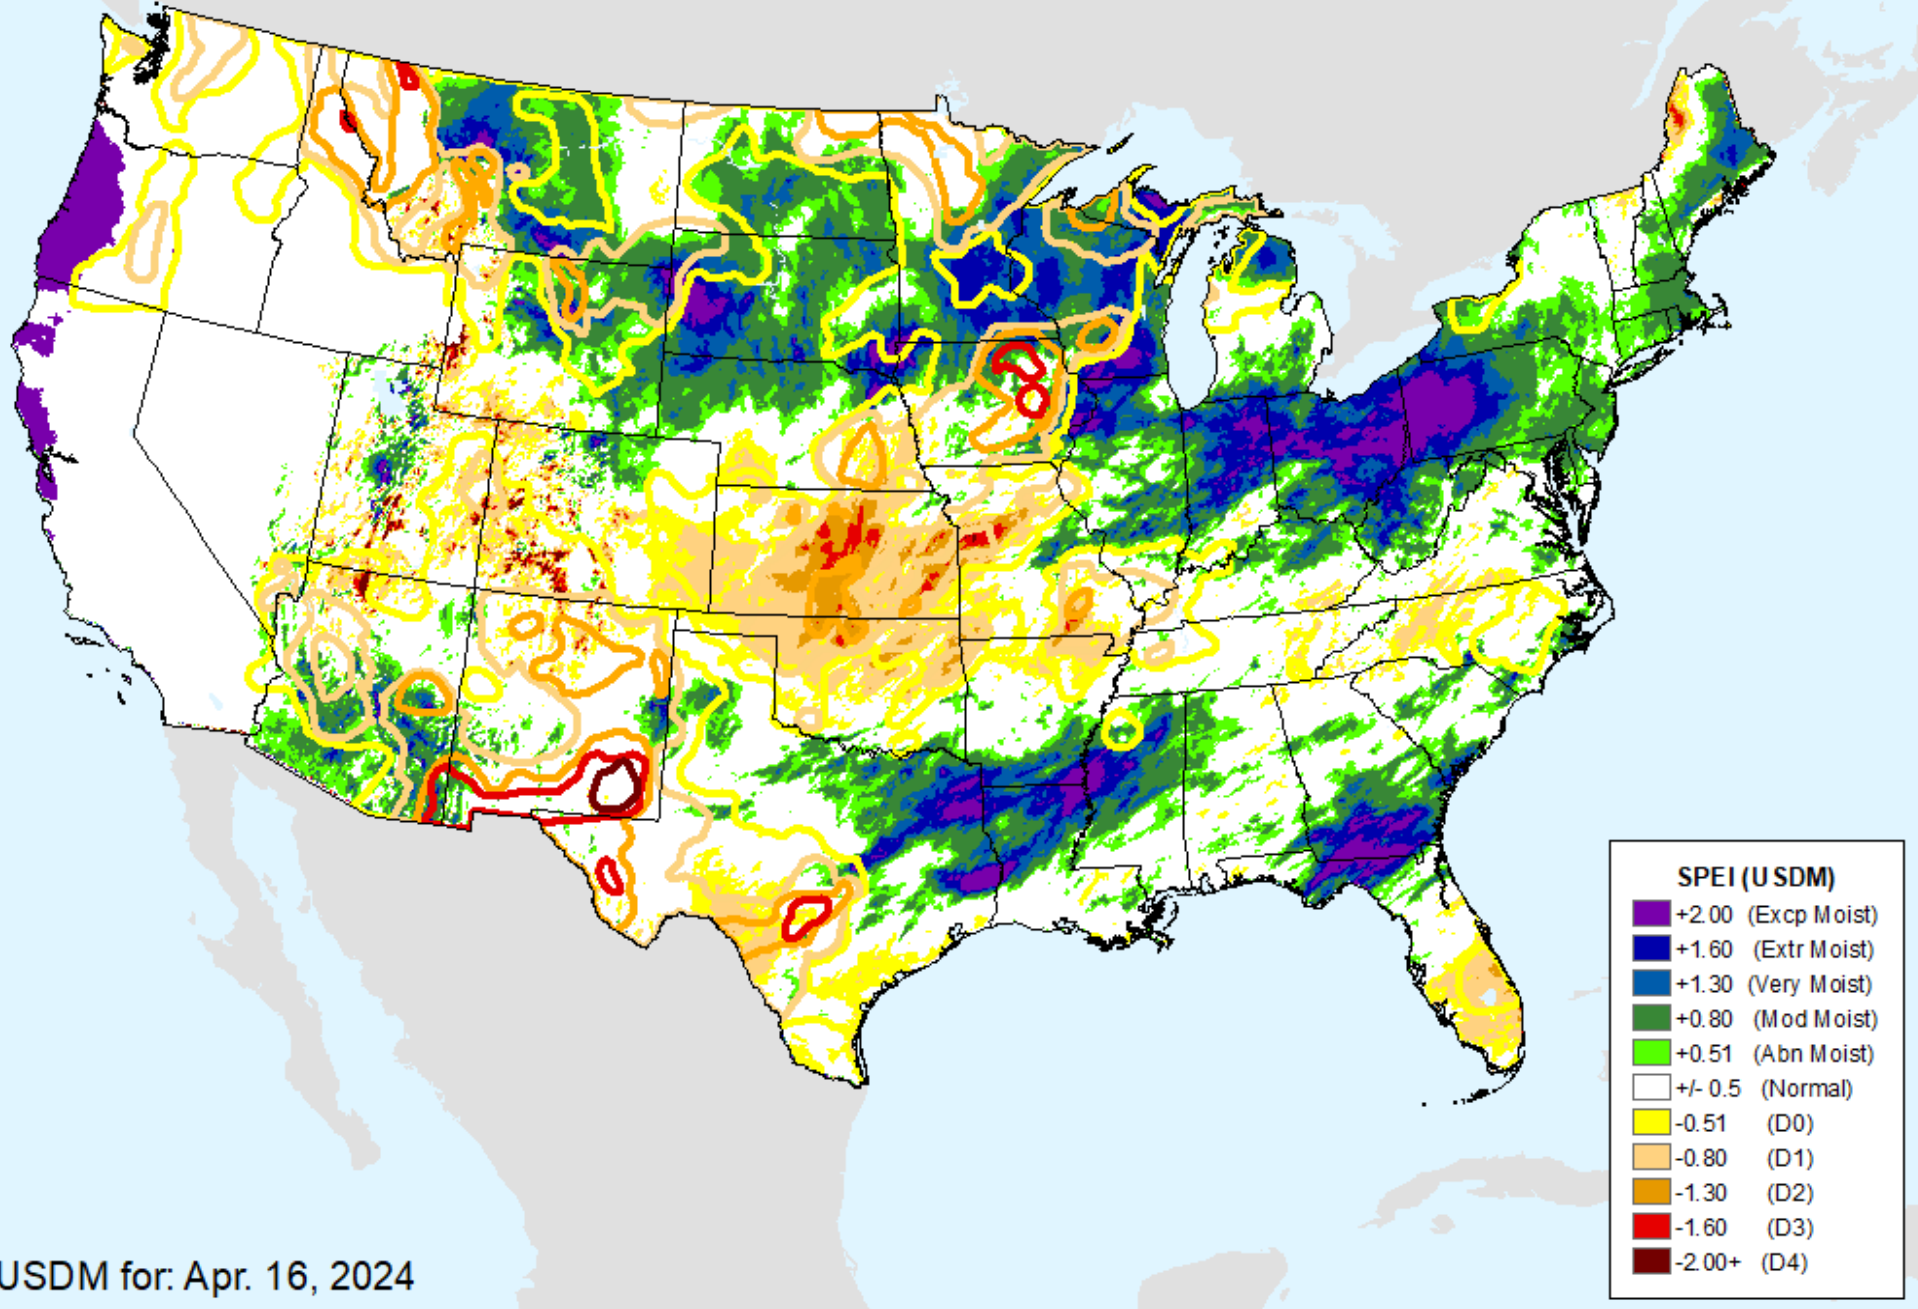 SPEI (USDM)
+2.00 (Excp Moist)
+1.60 (Extr Moist)
+1.30 (Very Moist)
+0.80 (Mod Moist)
+0.51 (Abn Moist)
+/- 0.5 (Normal)
-0.51 (D0)
-0.80 (D1)
-1.30 (D2)
-1.60 (D3)
-2.00+ (D4)
USDM for: Apr. 16, 2024